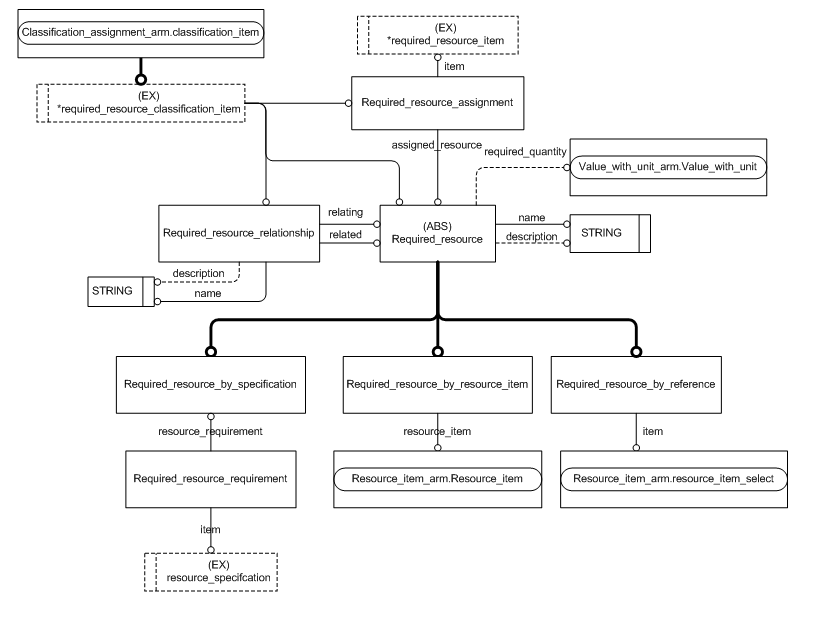 Classification_assignment_arm.classification_item
(EX)
*required_resource_item
item
(EX)
*required_resource_classification_item
Required_resource_assignment
assigned_resource
required_quantity
Value_with_unit_arm.Value_with_unit
Required_resource_relationship
relating
related
(ABS)
Required_resource
name
description
STRING
description
name
STRING
Required_resource_by_specification
Required_resource_by_resource_item
Required_resource_by_reference
resource_requirement
resource_item
item
Required_resource_requirement
Resource_item_arm.Resource_item
Resource_item_arm.resource_item_select
item
(EX)
resource_specifcation